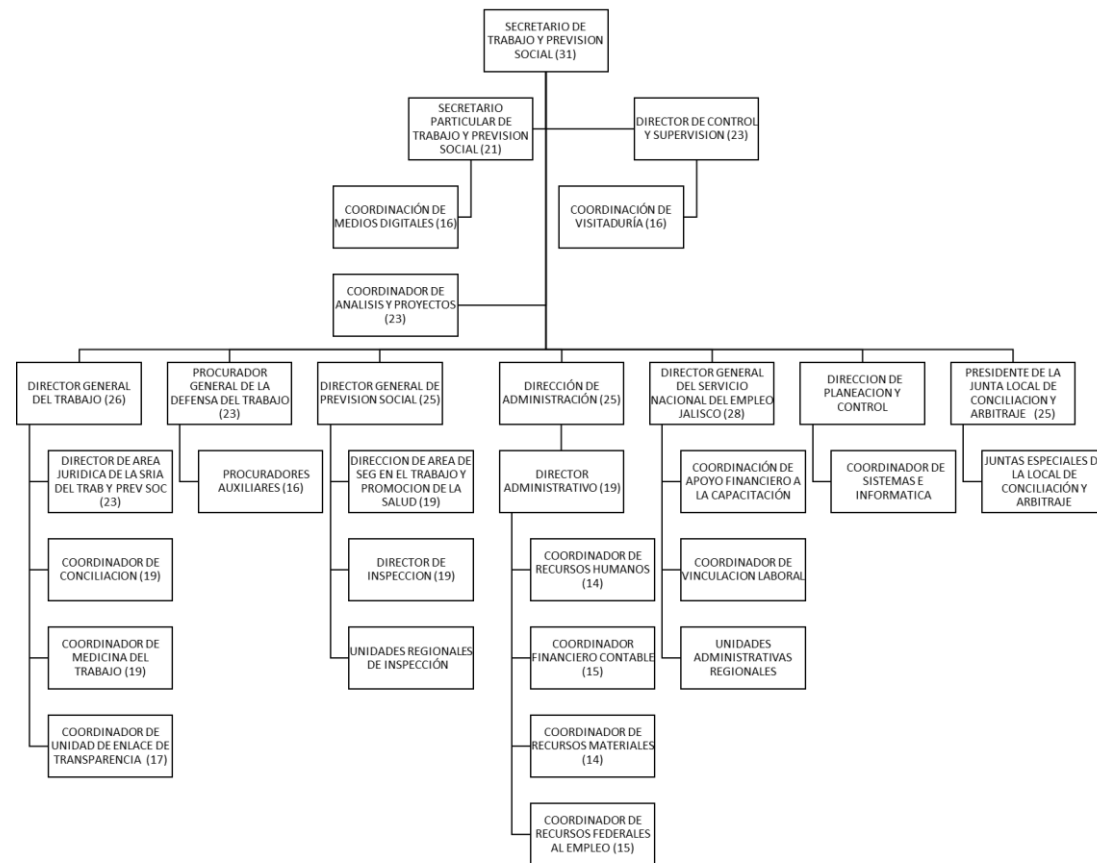 SECRETARIO DE
TRABAJO Y PREVISION
SOCIAL (31)
SECRETARIO
PARTICULAR DE
TRABAJO Y PREVISION
SOCIAL (21)
DIRECTOR DE CONTROL
Y SUPERVISION (23)
COORDINACIÓN DE
MEDIOS DIGITALES (16)
COORDINACIÓN DE
VISITADURÍA (16)
COORDINADOR DE
ANALISIS Y PROYECTOS
(23)
DIRECTOR GENERAL
DEL TRABAJO (26)
PROCURADOR
GENERAL DE LA
DEFENSA DEL TRABAJO
(23)
DIRECTOR GENERAL DE
PREVISION SOCIAL (25)
DIRECCIÓN DE
ADMINISTRACIÓN (25)
DIRECTOR GENERAL
DEL SERVICIO
NACIONAL DEL EMPLEO
JALISCO (28)
DIRECCION DE
PLANEACION Y
CONTROL
PRESIDENTE DE LA
JUNTA LOCAL DE
CONCILIACION Y
ARBITRAJE (25)
DIRECTOR DE AREA
JURIDICA DE LA SRIA
DEL TRAB Y PREV SOC
(23)
PROCURADORES
AUXILIARES (16)
DIRECCION DE AREA DE
SEG EN EL TRABAJO Y
PROMOCION DE LA
SALUD (19)
DIRECTOR
ADMINISTRATIVO (19)
COORDINACIÓN DE
APOYO FINANCIERO A
LA CAPACITACIÓN
COORDINADOR DE
SISTEMAS E
INFORMATICA
JUNTAS ESPECIALES DE
LA LOCAL DE
CONCILIACIÓN Y
ARBITRAJE
COORDINADOR DE
CONCILIACION (19)
DIRECTOR DE
INSPECCION (19)
COORDINADOR DE
RECURSOS HUMANOS
(14)
COORDINADOR DE
VINCULACION LABORAL
COORDINADOR DE
MEDICINA DEL
TRABAJO (19)
UNIDADES REGIONALES
DE INSPECCIÓN
COORDINADOR
FINANCIERO CONTABLE
(15)
UNIDADES
ADMINISTRATIVAS
REGIONALES
COORDINADOR DE
UNIDAD DE ENLACE DE
TRANSPARENCIA (17)
COORDINADOR DE
RECURSOS MATERIALES
(14)
COORDINADOR DE
RECURSOS FEDERALES
AL EMPLEO (15)